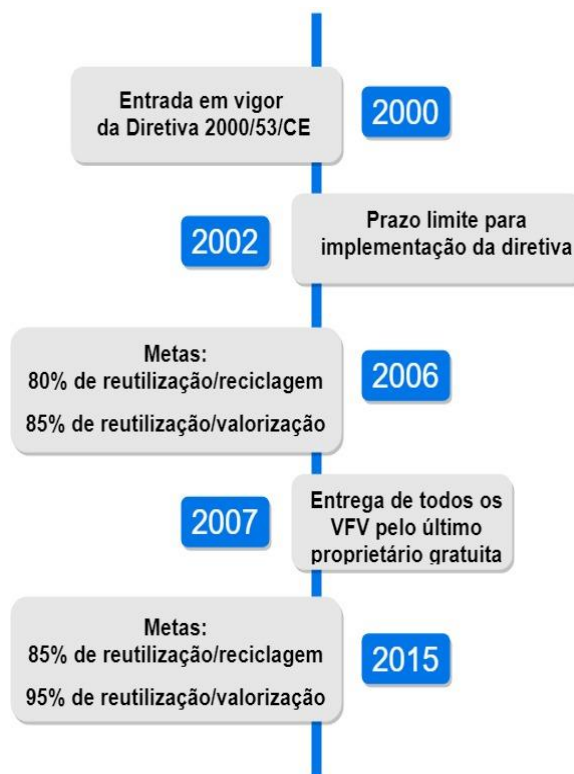 Entrada em vigor
da Diretiva 2000/53/CE
2000
Prazo limite para
implementação da diretiva
2002
Metas:
80% de reutilização/reciclagem
85% de reutilização/valorização
2006
Entrega de todos os
VFV pelo último
proprietário gratuita
2007
Metas:
85% de reutilização/reciclagem
95% de reutilização/valorização
2015